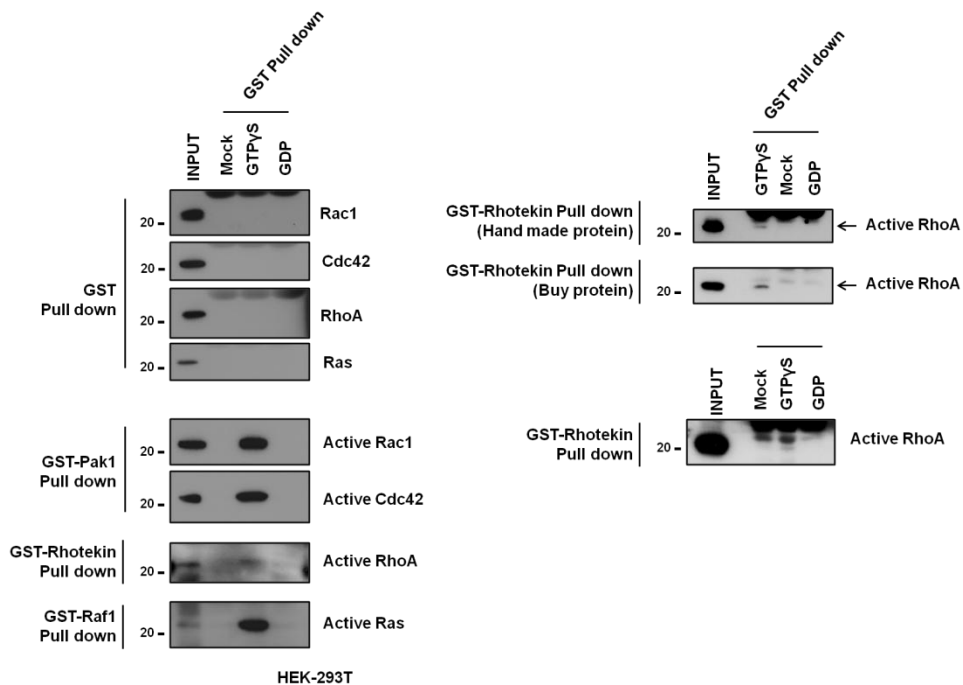 GST Pull down
INPUT
Mock
GTPγS
GDP
GST
Pull down
20
Rac1
20
Cdc42
20
RhoA
20
Ras
GST-Pak1
Pull down
20
Active Rac1
20
Active Cdc42
GST-Rhotekin
Pull down
20
Active RhoA
GST-Raf1
Pull down
20
Active Ras
HEK-293T
GST Pull down
INPUT
GTPγS
Mock
GDP
GST-Rhotekin Pull down
(Hand made protein)
20
Active RhoA
GST-Rhotekin Pull down
(Buy protein)
20
Active RhoA
INPUT
Mock
GTPγS
GDP
GST-Rhotekin
Pull down
20
Active RhoA